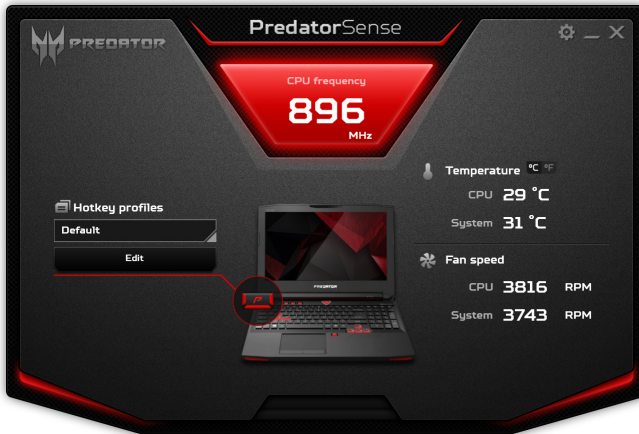 PREDATOR
PredatorSense
CPU frequency
896
MHz
Temperature °C °F
CPU 29 °C
System 31 °C
Hotkey profiles
Default
Edit
Fan speed
CPU 3816 RPM
System 3743 RPM
PREDATOR